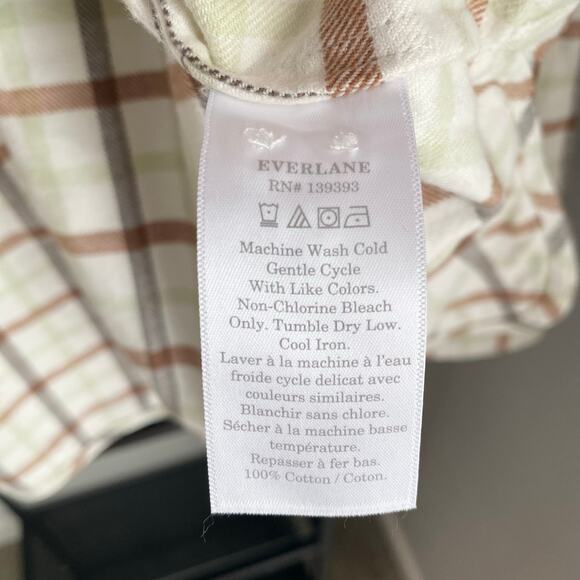 EVERLANE
RN# 139393
Machine Wash Cold
Gentle Cycle
With Like Colors.
Non-Chlorine Bleach
Only. Tumble Dry Low.
Cool Iron.
Laver à la machine à l'eau
froide cycle delicat avec
couleurs similaires.
Blanchir sans chlore.
Sécher à la machine basse
température.
Repasser à fer bas.
100% Cotton / Coton.